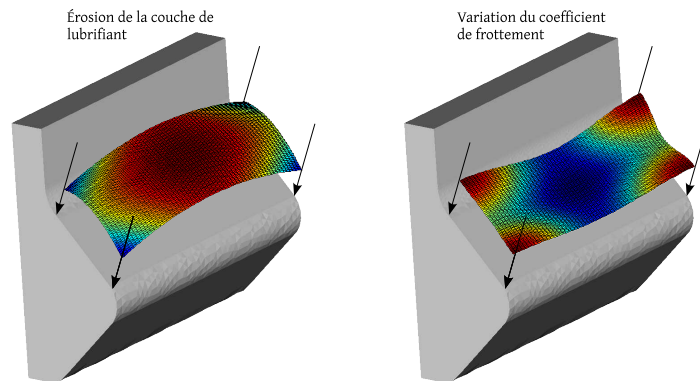 Érosion de la couche de
lubrifiant
Variation du coefficient
de frottement